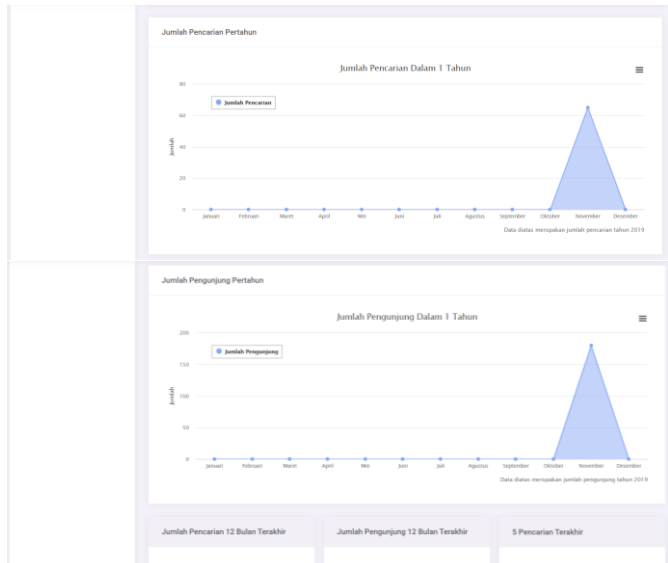 Jumlah Pencarian Pertahun
Jumlah Pencarian Dalam 1 Tahun
80
Jumlah Pencarian
60
Jumlah
40
20
0
Januari Februari Maret April Mei Juni Juli Agustus September Oktober November Desember
Data diatas merupakan jumlah pencarian tahun 2019
Jumlah Pengunjung Pertahun
Jumlah Pengunjung Dalam 1 Tahun
200
Jumlah Pengunjung
150
Jumlah
100
50
0
Januari Februari Maret April Mei Juni Juli Agustus September Oktober November Desember
Data diatas merupakan jumlah pengunjung tahun 2019
Jumlah Pencarian 12 Bulan Terakhir Jumlah Pengunjung 12 Bulan Terakhir 5 Pencarian Terakhir